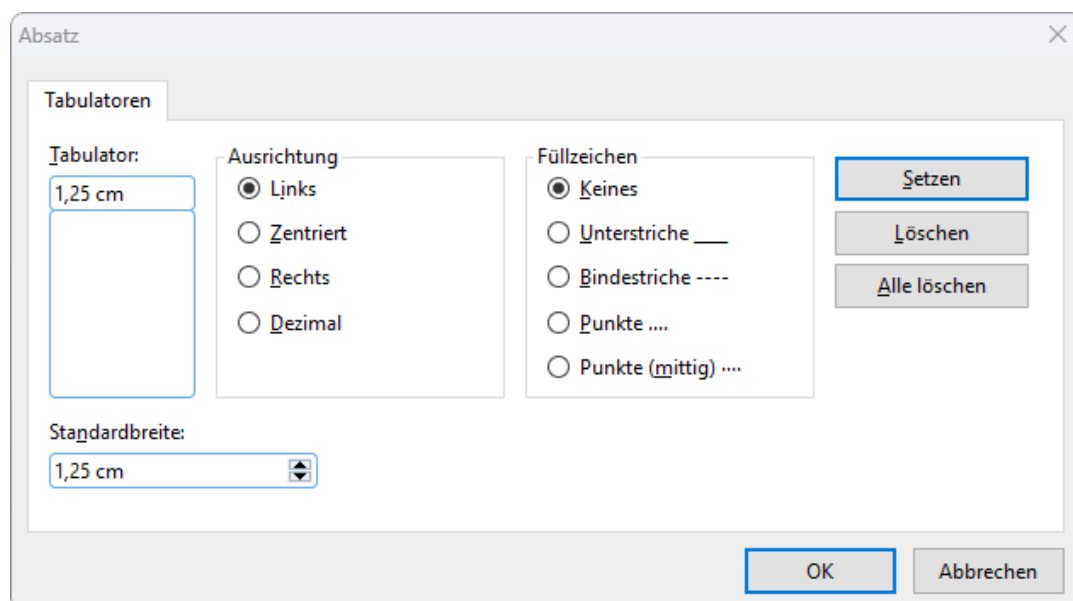 Absatz
Tabulatoren
Tabulator:
1,25 cm
Ausrichtung
Links
Zentriert
Rechts
Dezimal
Füllzeichen
Keines
Unterstriche ___
Bindestriche ----
Punkte ....
Punkte (mittig) ····
Setzen
Löschen
Alle löschen
Standardbreite:
1,25 cm
OK
Abbrechen